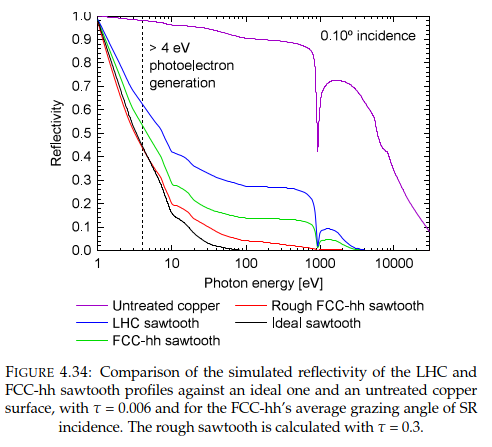 1.0
0.9
0.8
0.7
0.6
0.5
0.4
0.3
0.2
0.1
0.0
Reflectivity
> 4 eV
photoelectron
generation
0.10º incidence
1 10 100 1000 10000
Photon energy [eV]
Untreated copper Rough FCC-hh sawtooth
LHC sawtooth Ideal sawtooth
FCC-hh sawtooth
FIGURE 4.34: Comparison of the simulated reflectivity of the LHC and
FCC-hh sawtooth profiles against an ideal one and an untreated copper
surface, with τ = 0.006 and for the FCC-hh's average grazing angle of SR
incidence. The rough sawtooth is calculated with τ = 0.3.